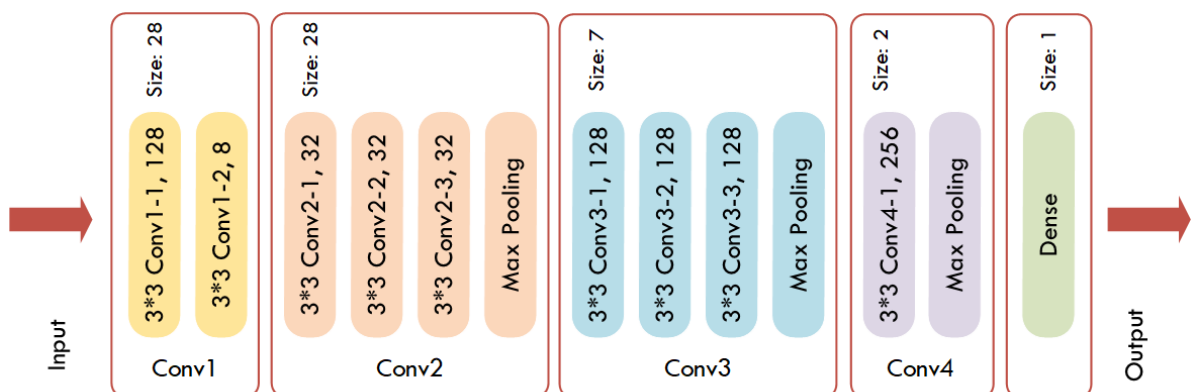 Input
Size: 28
3*3 Conv1-1, 128
3*3 Conv1-2, 8
Conv1
Size: 28
3*3 Conv2-1, 32
3*3 Conv2-2, 32
3*3 Conv2-3, 32
Max Pooling
Conv2
Size: 7
3*3 Conv3-1, 128
3*3 Conv3-2, 128
3*3 Conv3-3, 128
Max Pooling
Conv3
Size: 2
3*3 Conv4-1, 256
Max Pooling
Conv4
Size: 1
Dense
Output